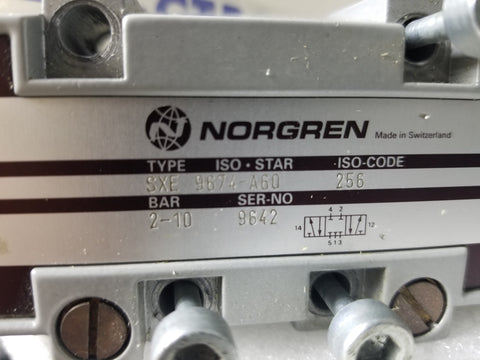 NORGREN Made in Switzerland
TYPE ISO·STAR ISO-CODE
SXE 9674-A60 256
BAR SER-NO
2-10 9642
4 2
14 12
5 1 3